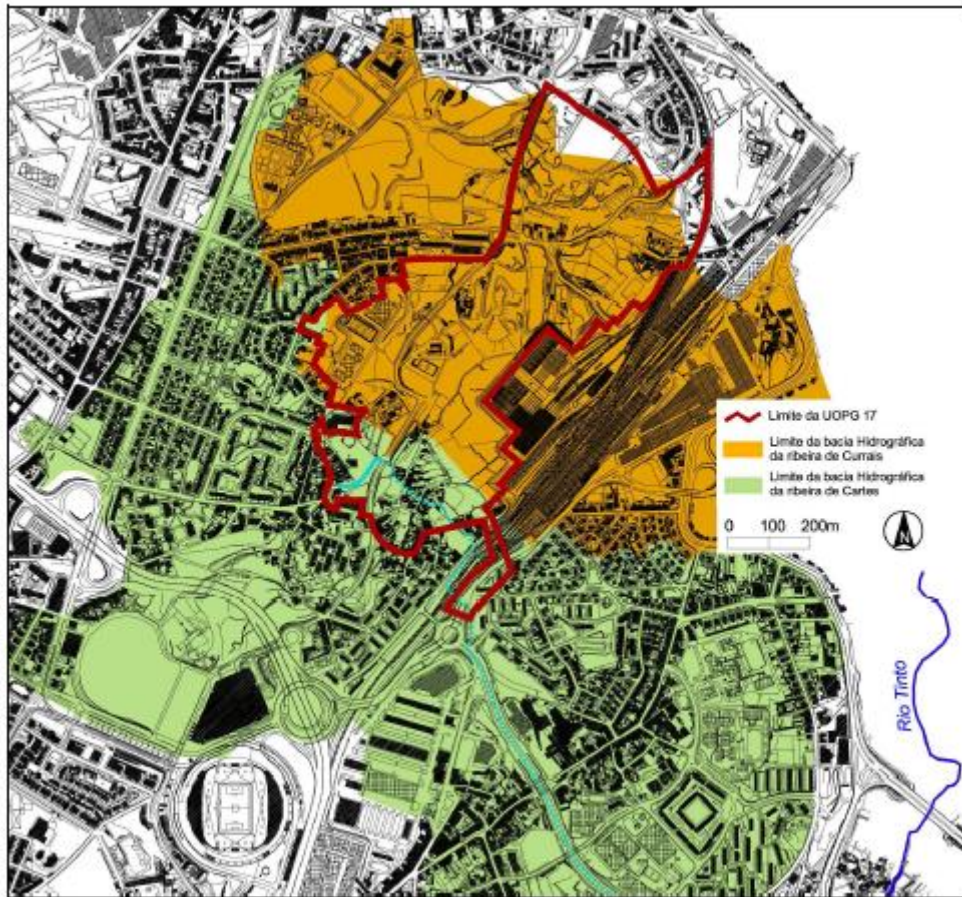 Limite da UOPG 17
Limite da bacia Hidrográfica
da ribeira de Currais
Limite da bacia Hidrográfica
da ribeira de Cartes
0 100 200m
N
Rio Tinto